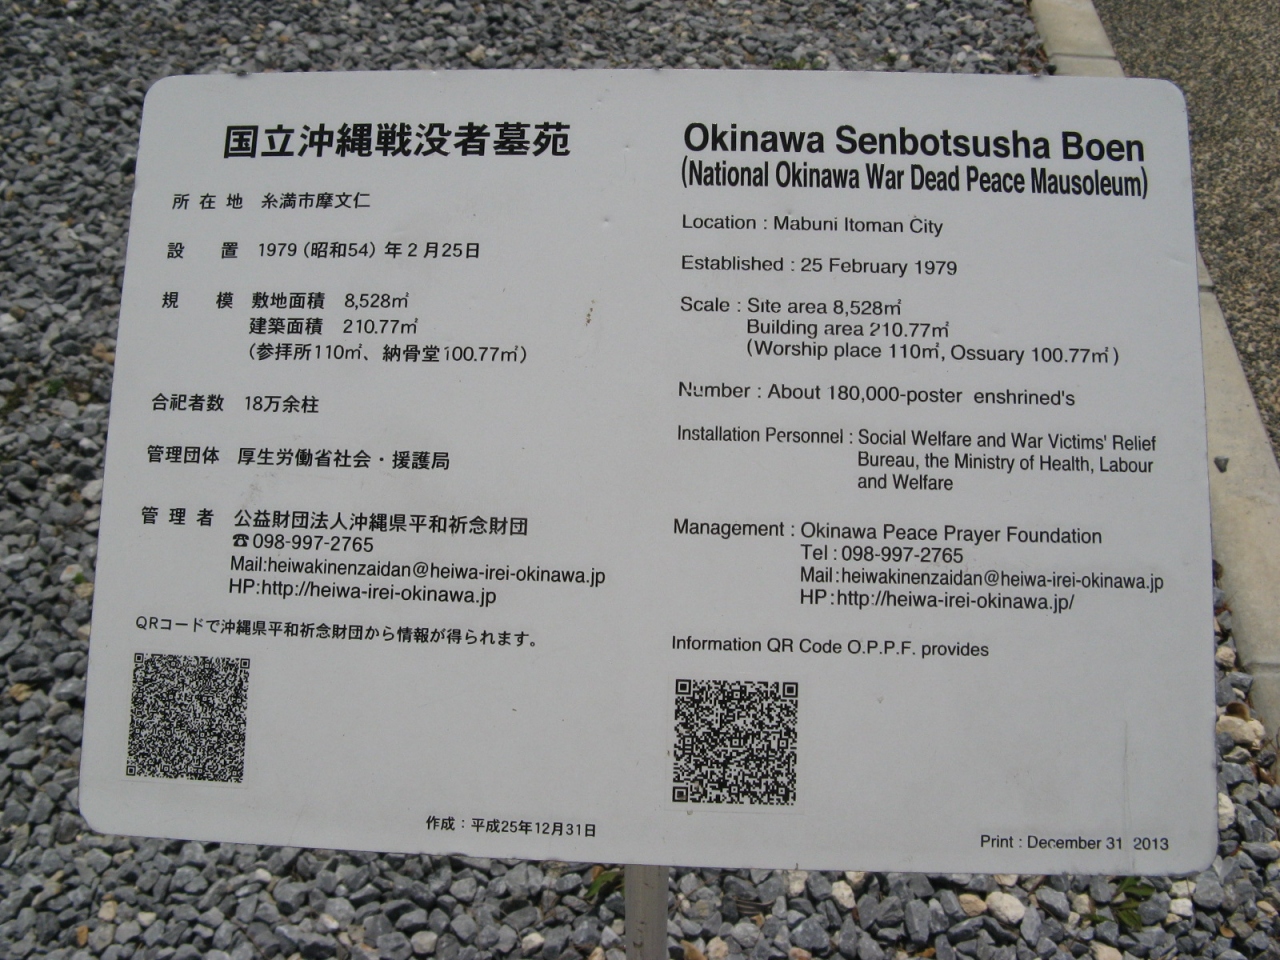 国立沖縄戦没者墓苑
所在地 糸満市摩文仁
設置 1979(昭和54)年2月25日
規模 敷地面積 8,528㎡
建築面積 210.77㎡
(参拝所110㎡、納骨堂100.77㎡)
合祀者数 18万余柱
管理団体 厚生労働省社会・援護局
管理者 公益財団法人沖縄県平和祈念財団
☎098-997-2765
Mail:heiwakinenzaidan@heiwa-irei-okinawa.jp
HP:http://heiwa-irei-okinawa.jp
QRコードで沖縄県平和祈念財団から情報が得られます。
作成:平成25年12月31日
Okinawa Senbotsusha Boen
(National Okinawa War Dead Peace Mausoleum)
Location : Mabuni Itoman City
Established : 25 February 1979
Scale : Site area 8,528㎡
Building area 210.77㎡
(Worship place 110㎡, Ossuary 100.77㎡)
Number : About 180,000-poster enshrined's
Installation Personnel : Social Welfare and War Victims' Relief
Bureau, the Ministry of Health, Labour
and Welfare
Management : Okinawa Peace Prayer Foundation
Tel : 098-997-2765
Mail : heiwakinenzaidan@heiwa-irei-okinawa.jp
HP : http://heiwa-irei-okinawa.jp/
Information QR Code O.P.P.F. provides
Print : December 31 2013